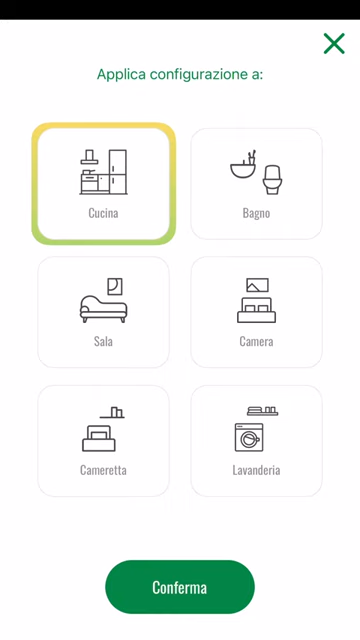 Applica configurazione a:
Cucina
Bagno
Sala
Camera
Cameretta
Lavanderia
Conferma